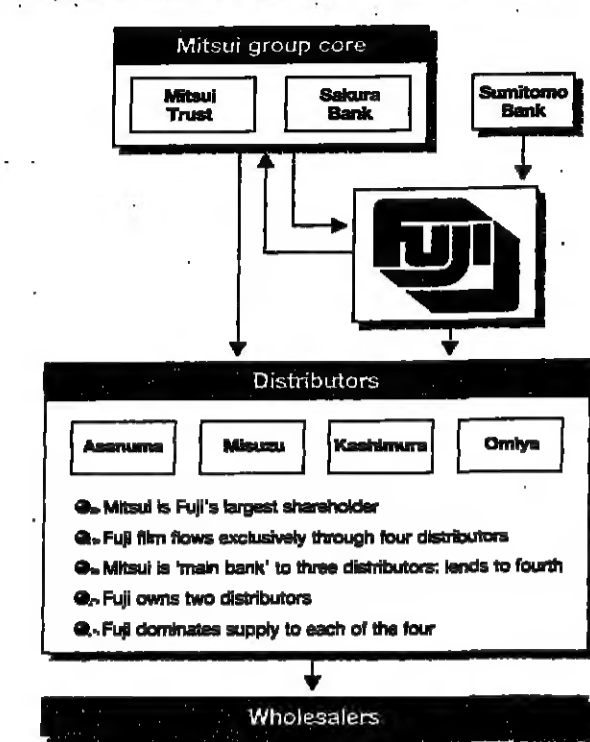 Mitsui group core
Mitsui Trust
Sakura Bank
Sumitomo Bank
FUJI
Distributors
Asanuma
Misuzu
Kashimura
Omiya
Mitsui is Fuji's largest shareholder
Fuji film flows exclusively through four distributors
Mitsui is 'main bank' to three distributors: lends to fourth
Fuji owns two distributors
Fuji dominates supply to each of the four
Wholesalers